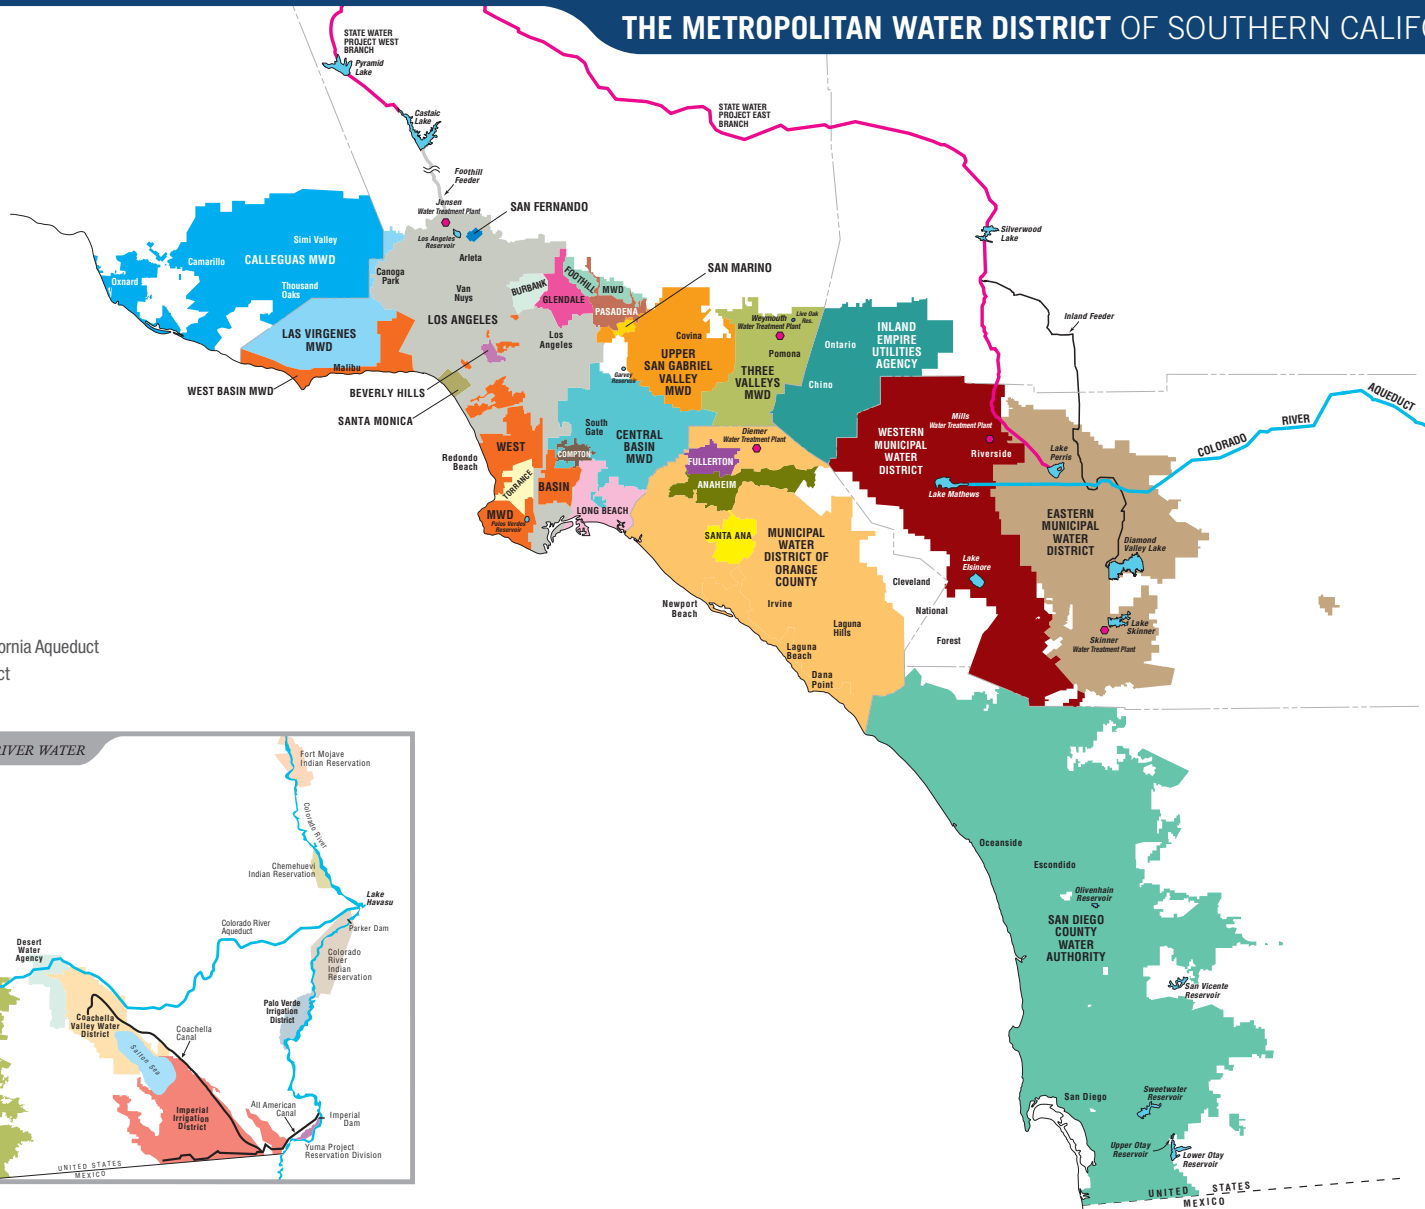 THE METROPOLITAN WATER DISTRICT OF SOUTHERN CALIFO
STATE WATER
PROJECT WEST
BRANCH
Pyramid
Lake
Castaic
Lake
STATE WATER
PROJECT EAST
BRANCH
Foothill
Feeder
Jensen
Water Treatment Plant
SAN FERNANDO
Los Angeles
Reservoir
Silverwood
Lake
Simi Valley
Camarillo
CALLEGUAS MWD
Oxnard
Thousand
Oaks
Arleta
Canoga
Park
Van
Nuys
BURBANK
FOOTHILL
MWD
GLENDALE
PASADENA
SAN MARINO
LOS ANGELES
Los
Angeles
LAS VIRGENES
MWD
Malibu
WEST BASIN MWD
BEVERLY HILLS
SANTA MONICA
Covina
UPPER
SAN GABRIEL
VALLEY
MWD
Garvey
Reservoir
Weymouth
Water Treatment Plant
Live Oak
Res.
Pomona
THREE
VALLEYS
MWD
Ontario
INLAND
EMPIRE
UTILITIES
AGENCY
Chino
Inland Feeder
COLORADO
RIVER
AQUEDUCT
Redondo
Beach
WEST
BASIN
MWD
TORRANCE
Palos Verdes
Reservoir
South
Gate
COMPTON
CENTRAL
BASIN
MWD
LONG BEACH
Diemer
Water Treatment Plant
FULLERTON
ANAHEIM
SANTA ANA
MUNICIPAL
WATER
DISTRICT OF
ORANGE
COUNTY
Mills
Water Treatment Plant
WESTERN
MUNICIPAL
WATER
DISTRICT
Riverside
Lake
Perris
Lake Mathews
EASTERN
MUNICIPAL
WATER
DISTRICT
Diamond
Valley Lake
Lake
Elsinore
Cleveland
National
Forest
Lake
Skinner
Skinner
Water Treatment Plant
Newport
Beach
Irvine
Laguna
Hills
Laguna
Beach
Dana
Point
ornia Aqueduct
ct
Oceanside
Escondido
Olivenhain
Reservoir
SAN DIEGO
COUNTY
WATER
AUTHORITY
San Vicente
Reservoir
San Diego
Sweetwater
Reservoir
Upper Otay
Reservoir
Lower Otay
Reservoir
UNITED STATES
MEXICO
RIVER WATER
Fort Mojave
Indian Reservation
Colorado River
Chemehuevi
Indian Reservation
Lake
Havasu
Parker Dam
Colorado River
Aqueduct
Colorado
River
Indian
Reservation
Desert
Water
Agency
Palo Verde
Irrigation
District
Coachella
Valley Water
District
Coachella
Canal
Salton Sea
Imperial
Irrigation
District
All American
Canal
Imperial
Dam
Yuma Project
Reservation Division
UNITED STATES
MEXICO